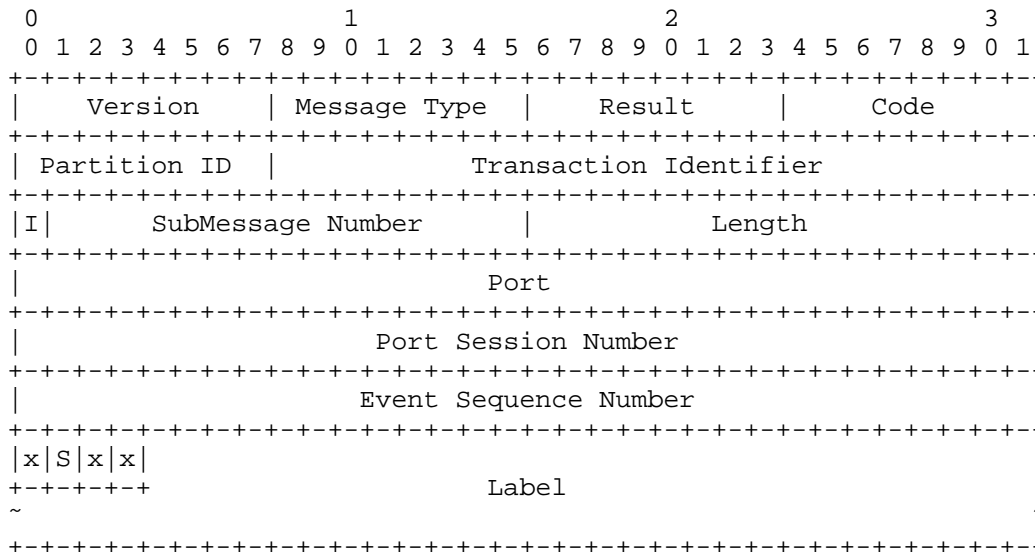 0                   1                   2                   3
 0 1 2 3 4 5 6 7 8 9 0 1 2 3 4 5 6 7 8 9 0 1 2 3 4 5 6 7 8 9 0 1
+-+-+-+-+-+-+-+-+-+-+-+-+-+-+-+-+-+-+-+-+-+-+-+-+-+-+-+-+-+-+-+-
|    Version    | Message Type  |    Result     |     Code
+-+-+-+-+-+-+-+-+-+-+-+-+-+-+-+-+-+-+-+-+-+-+-+-+-+-+-+-+-+-+-+-
| Partition ID  |            Transaction Identifier
+-+-+-+-+-+-+-+-+-+-+-+-+-+-+-+-+-+-+-+-+-+-+-+-+-+-+-+-+-+-+-+-
|I|      SubMessage Number      |           Length
+-+-+-+-+-+-+-+-+-+-+-+-+-+-+-+-+-+-+-+-+-+-+-+-+-+-+-+-+-+-+-+-
|                             Port
+-+-+-+-+-+-+-+-+-+-+-+-+-+-+-+-+-+-+-+-+-+-+-+-+-+-+-+-+-+-+-+-
|                      Port Session Number
+-+-+-+-+-+-+-+-+-+-+-+-+-+-+-+-+-+-+-+-+-+-+-+-+-+-+-+-+-+-+-+-
|                     Event Sequence Number
+-+-+-+-+-+-+-+-+-+-+-+-+-+-+-+-+-+-+-+-+-+-+-+-+-+-+-+-+-+-+-+-
|x|S|x|x|
+-+-+-+-+                     Label
~
+-+-+-+-+-+-+-+-+-+-+-+-+-+-+-+-+-+-+-+-+-+-+-+-+-+-+-+-+-+-+-+-